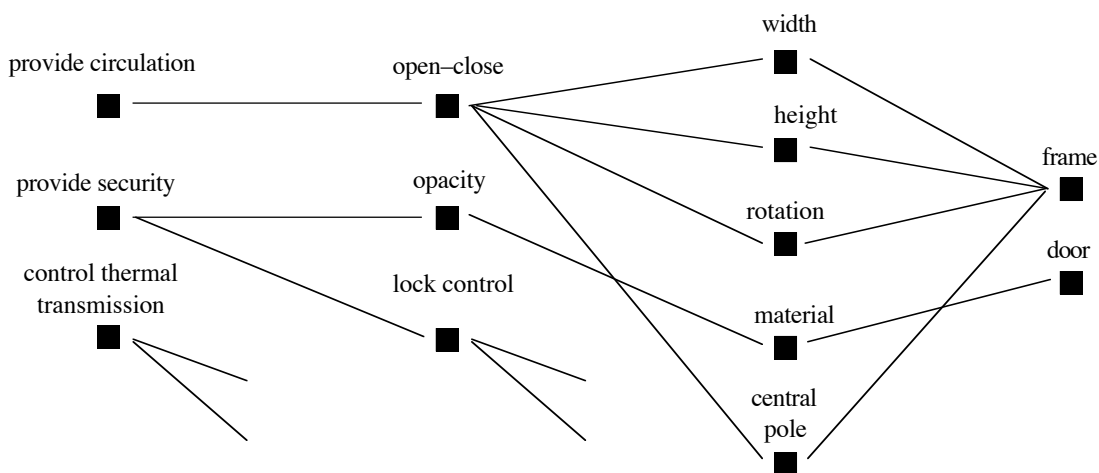 width
provide circulation
open–close
height
frame
provide security
opacity
rotation
door
control thermal
transmission
lock control
material
central
pole